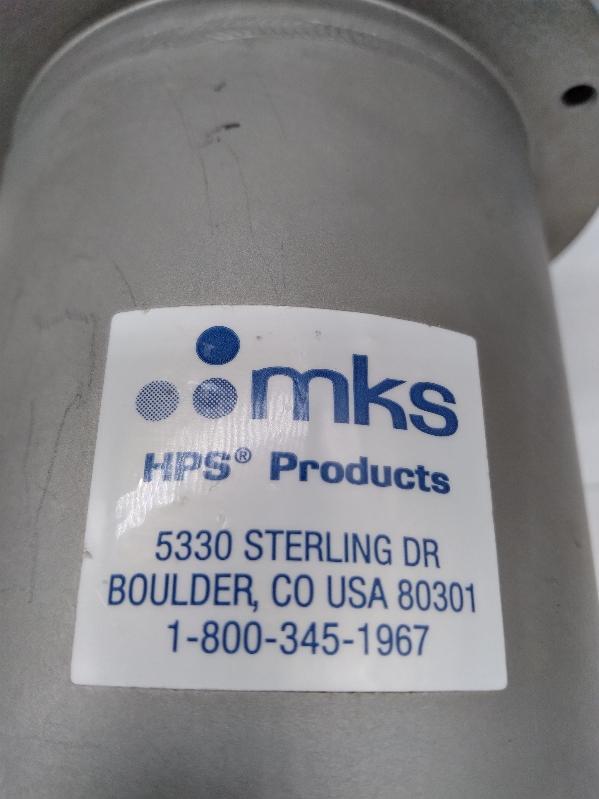 mks
HPS® Products
5330 STERLING DR
BOULDER, CO USA 80301
1-800-345-1967